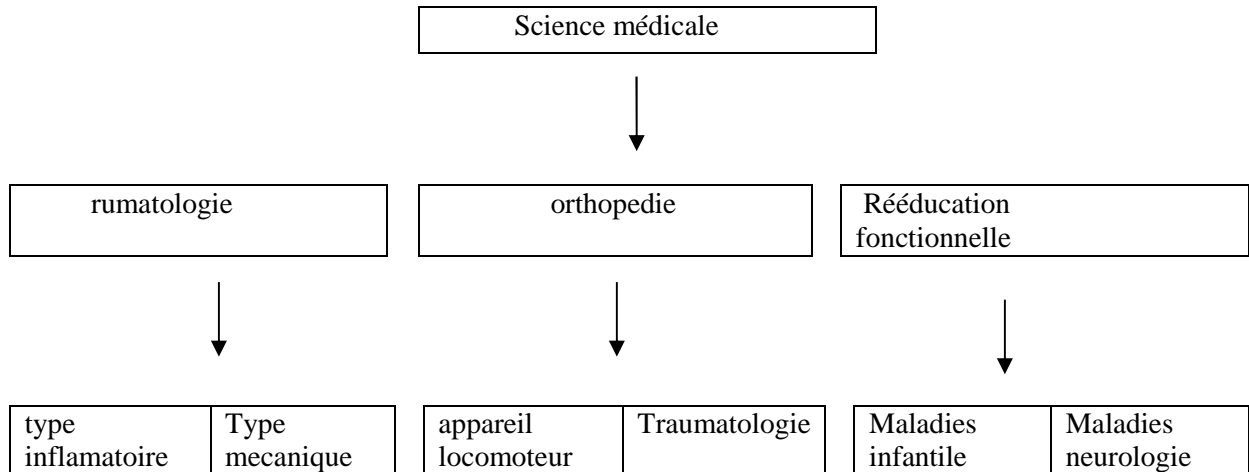 Science médicale
rumatologie
orthopedie
Rééducation
fonctionnelle
type
inflamatoire
Type
mecanique
appareil
locomoteur
Traumatologie
Maladies
infantile
Maladies
neurologie